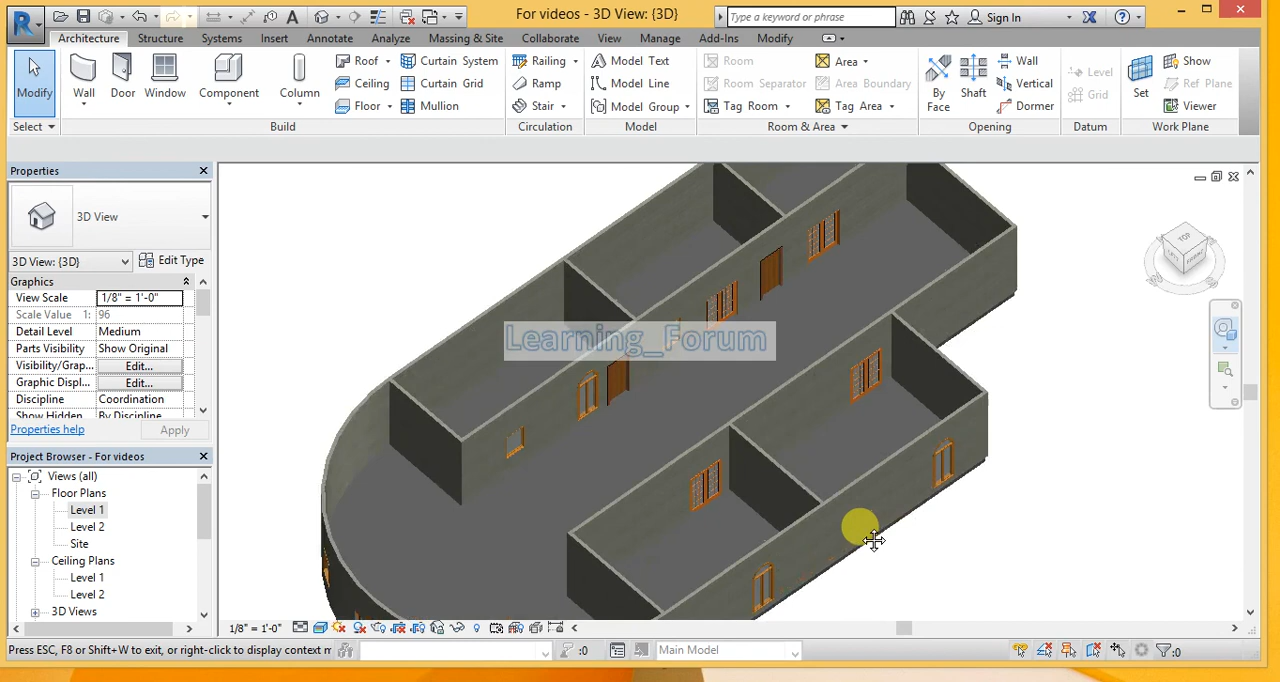 For videos - 3D View: {3D}
Type a keyword or phrase
Sign In
Architecture Structure Systems Insert Annotate Analyze Massing & Site Collaborate View Manage Add-Ins Modify
Modify Wall Door Window Component Column
Roof Curtain System
Ceiling Curtain Grid
Floor Mullion
Railing
Ramp
Stair
Model Text
Model Line
Model Group
Room Area
Room Separator Area Boundary
Tag Room Tag Area
By Face Shaft
Wall
Vertical
Dormer
Level
Grid
Set
Show
Ref Plane
Viewer
Select Build Circulation Model Room & Area Opening Datum Work Plane
Properties
3D View
3D View: {3D} Edit Type
Graphics
View Scale 1/8" = 1'-0"
Scale Value 1: 96
Detail Level Medium
Parts Visibility Show Original
Visibility/Grap... Edit...
Graphic Displ... Edit...
Discipline Coordination
Show Hidden By Discipline
Properties help Apply
Project Browser - For videos
Views (all)
Floor Plans
Level 1
Level 2
Site
Ceiling Plans
Level 1
Level 2
3D Views
Learning_Forum
TOP
LEFT
FRONT
1/8" = 1'-0"
Press ESC, F8 or Shift+W to exit, or right-click to display context m
:0
Main Model
:0